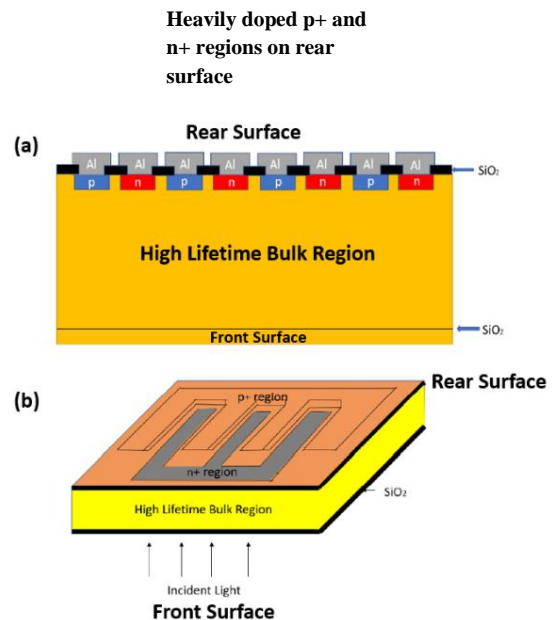 Heavily doped p+ and
n+ regions on rear
surface
Rear Surface
(a)
Al Al Al Al Al Al Al Al
SiO₂
p n p n p n p n
High Lifetime Bulk Region
SiO₂
Front Surface
(b)
Rear Surface
p+ region
n+ region
SiO₂
High Lifetime Bulk Region
Incident Light
Front Surface